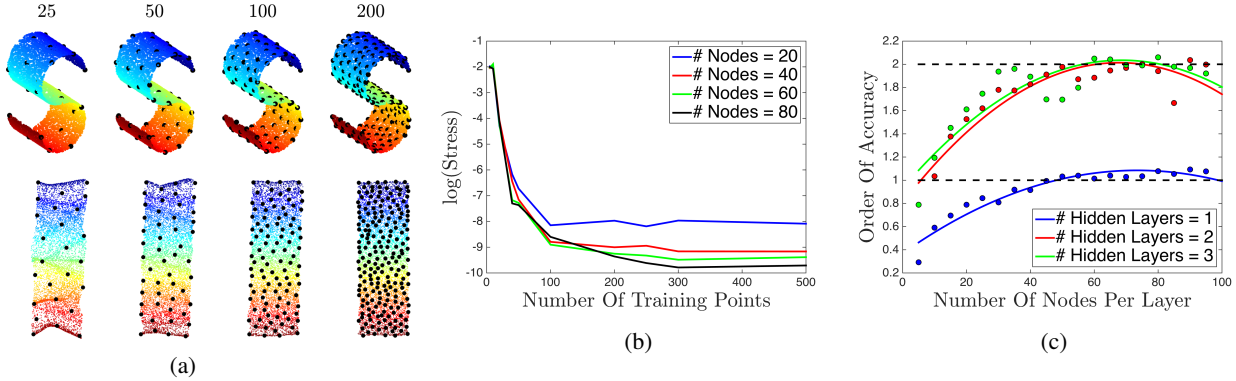 25 50 100 200
(a)
-1
-2
-3
-4
-5
-6
-7
-8
-9
-10
log(Stress)
# Nodes = 20
# Nodes = 40
# Nodes = 60
# Nodes = 80
0 100 200 300 400 500
Number Of Training Points
(b)
2.2
2
1.8
1.6
1.4
1.2
1
0.8
0.6
0.4
0.2
Order Of Accuracy
# Hidden Layers = 1
# Hidden Layers = 2
# Hidden Layers = 3
0 20 40 60 80 100
Number Of Nodes Per Layer
(c)